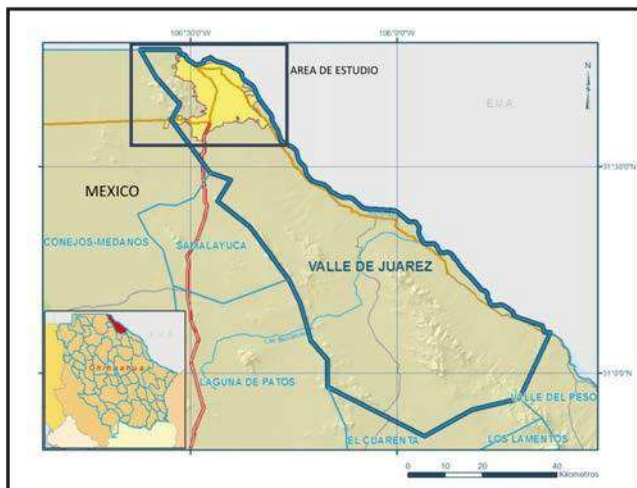 106°30'0"W
106°0'0"W
AREA DE ESTUDIO
N
E.U.A.
31°30'0"N
MEXICO
CONEJOS-MEDANOS
SAMALAYUCA
VALLE DE JUAREZ
Chihuahua
LAGUNA DE PATOS
31°0'0"N
VALLE DEL PESO
EL CUARENTA
LOS LAMENTOS
0 10 20 40
Kilometros